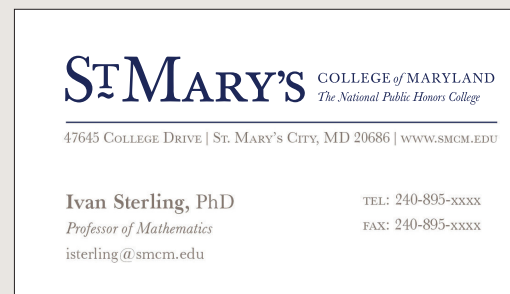 ST MARY'S COLLEGE of MARYLAND
The National Public Honors College
47645 COLLEGE DRIVE | ST. MARY'S CITY, MD 20686 | WWW.SMCM.EDU
Ivan Sterling, PhD
Professor of Mathematics
isterling@smcm.edu
TEL: 240-895-XXXX
FAX: 240-895-XXXX